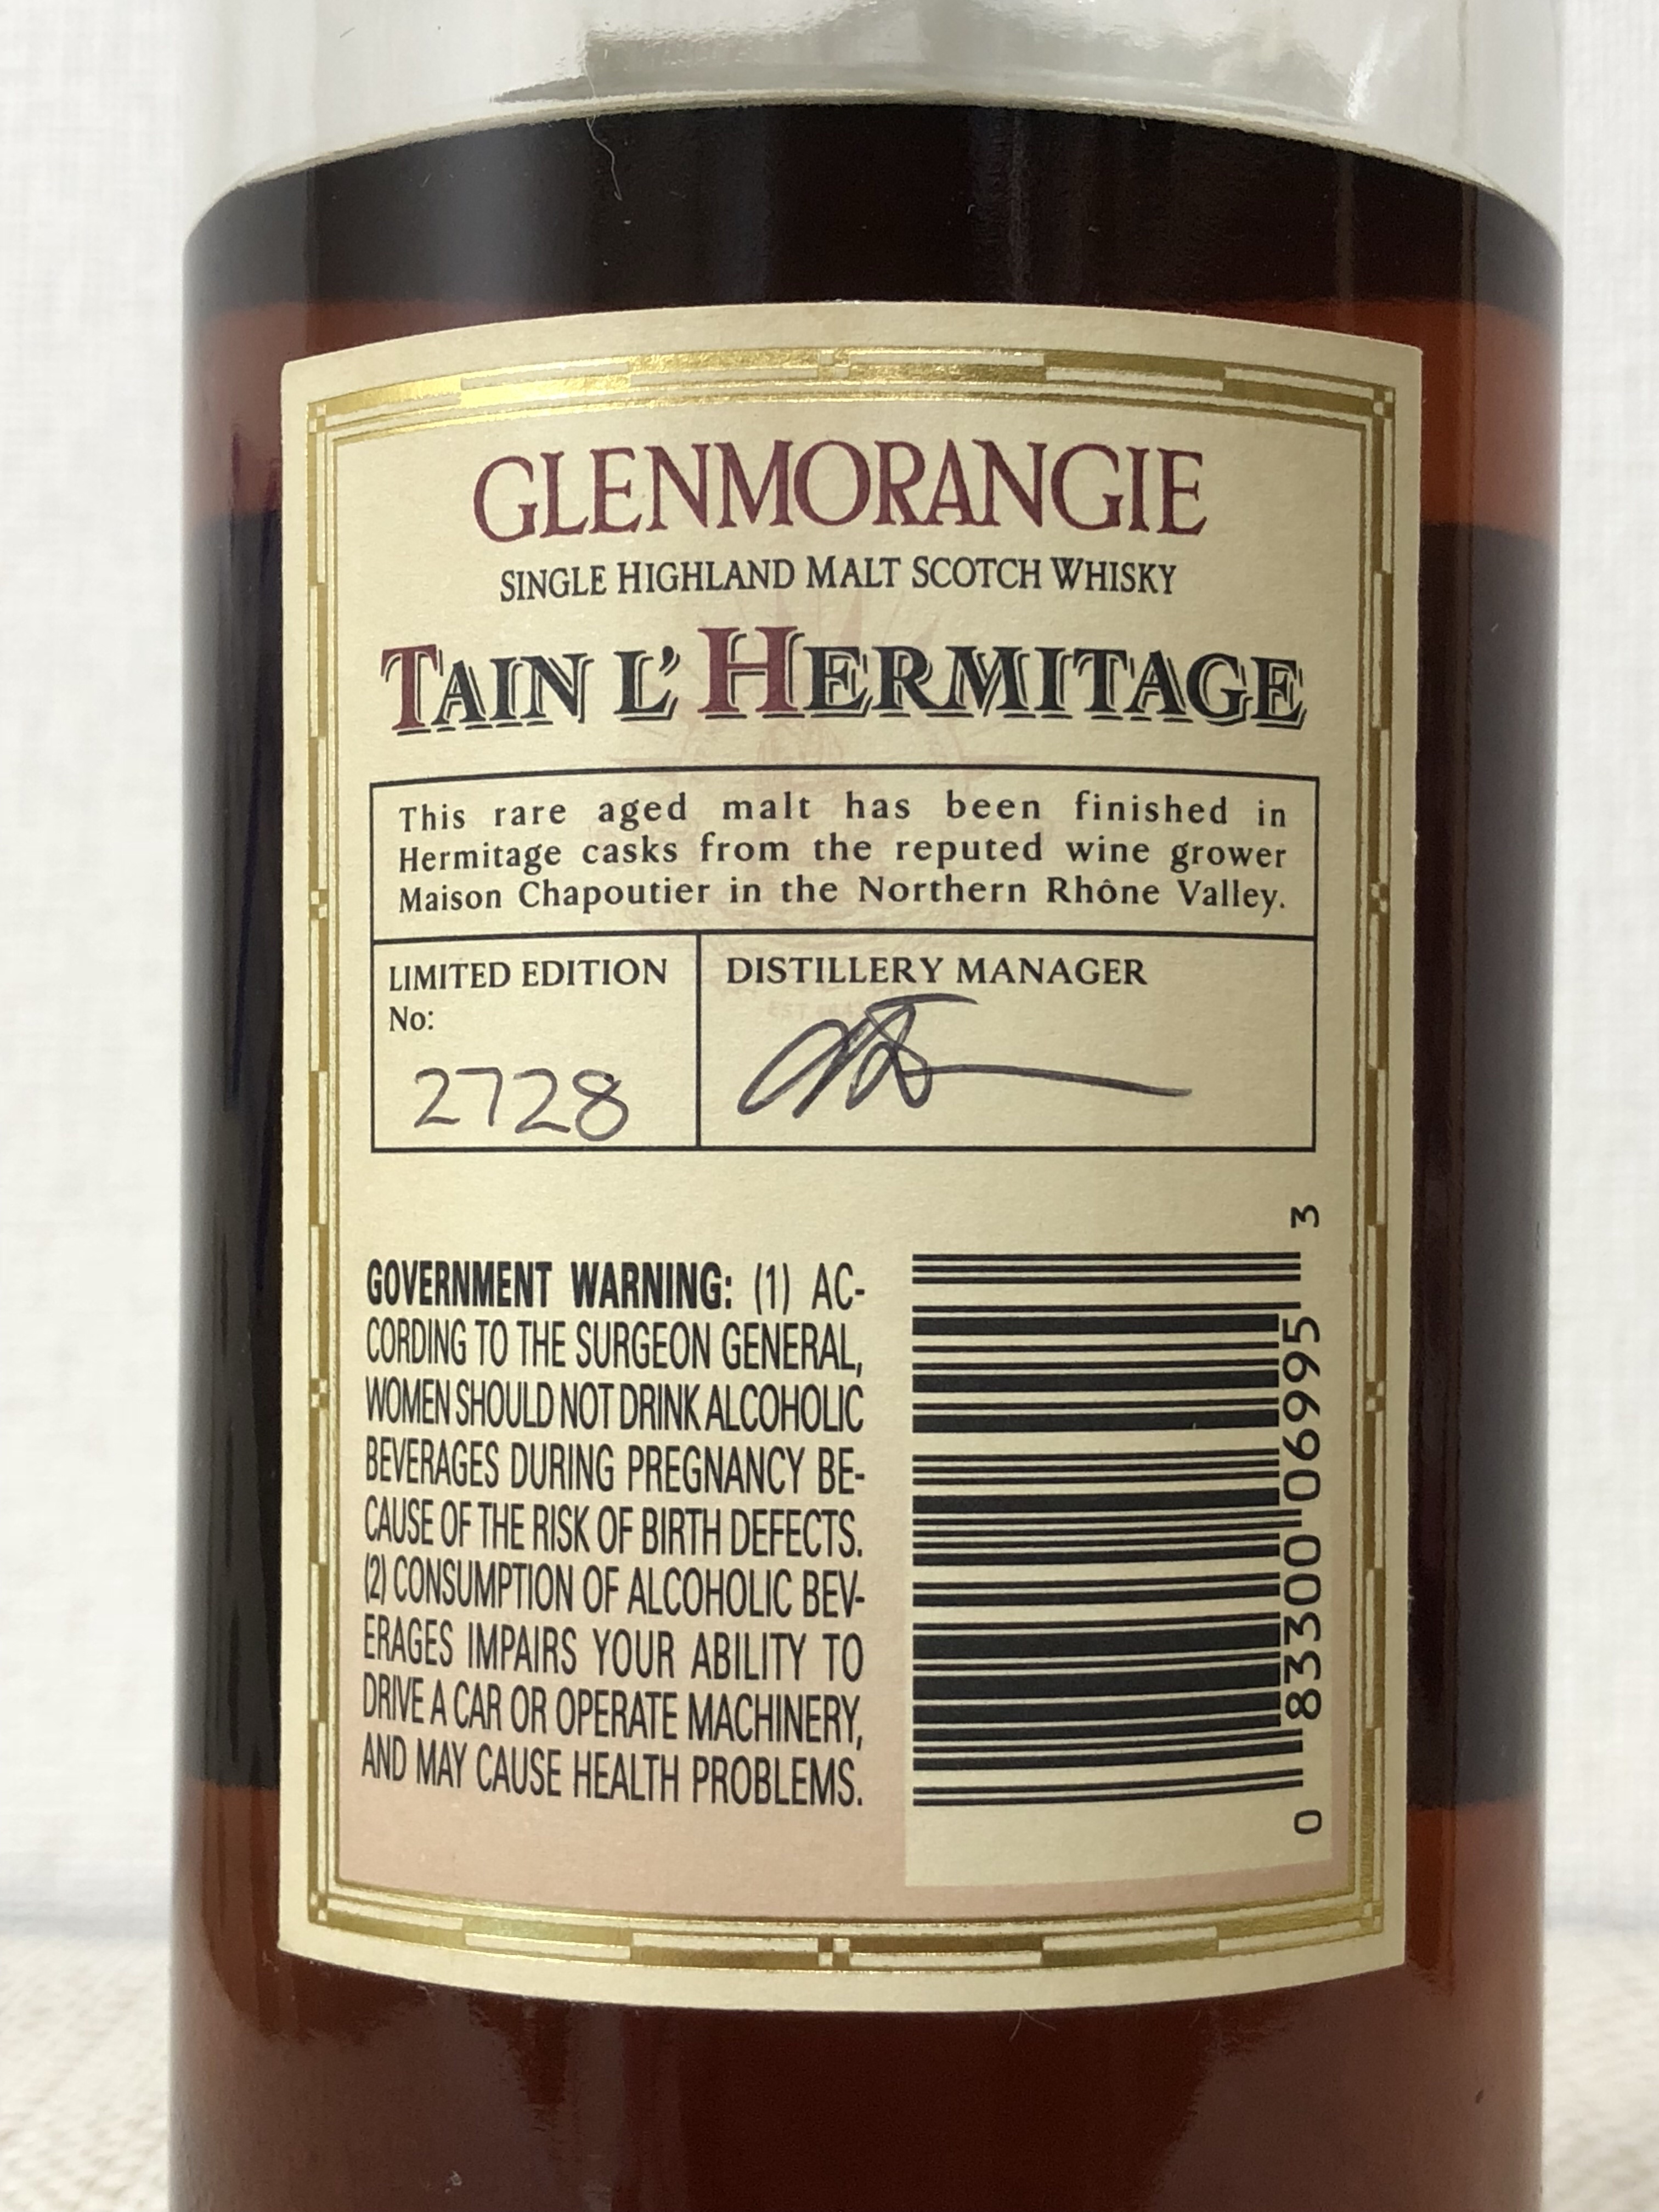 GLENMORANGIE
SINGLE HIGHLAND MALT SCOTCH WHISKY
TAIN L' HERMITAGE
This rare aged malt has been finished in
Hermitage casks from the reputed wine grower
Maison Chapoutier in the Northern Rhône Valley.
LIMITED EDITION
No:
2728
DISTILLERY MANAGER
GOVERNMENT WARNING: (1) AC-
CORDING TO THE SURGEON GENERAL,
WOMEN SHOULD NOT DRINK ALCOHOLIC
BEVERAGES DURING PREGNANCY BE-
CAUSE OF THE RISK OF BIRTH DEFECTS.
(2) CONSUMPTION OF ALCOHOLIC BEV-
ERAGES IMPAIRS YOUR ABILITY TO
DRIVE A CAR OR OPERATE MACHINERY,
AND MAY CAUSE HEALTH PROBLEMS.
0 83300 06995 3